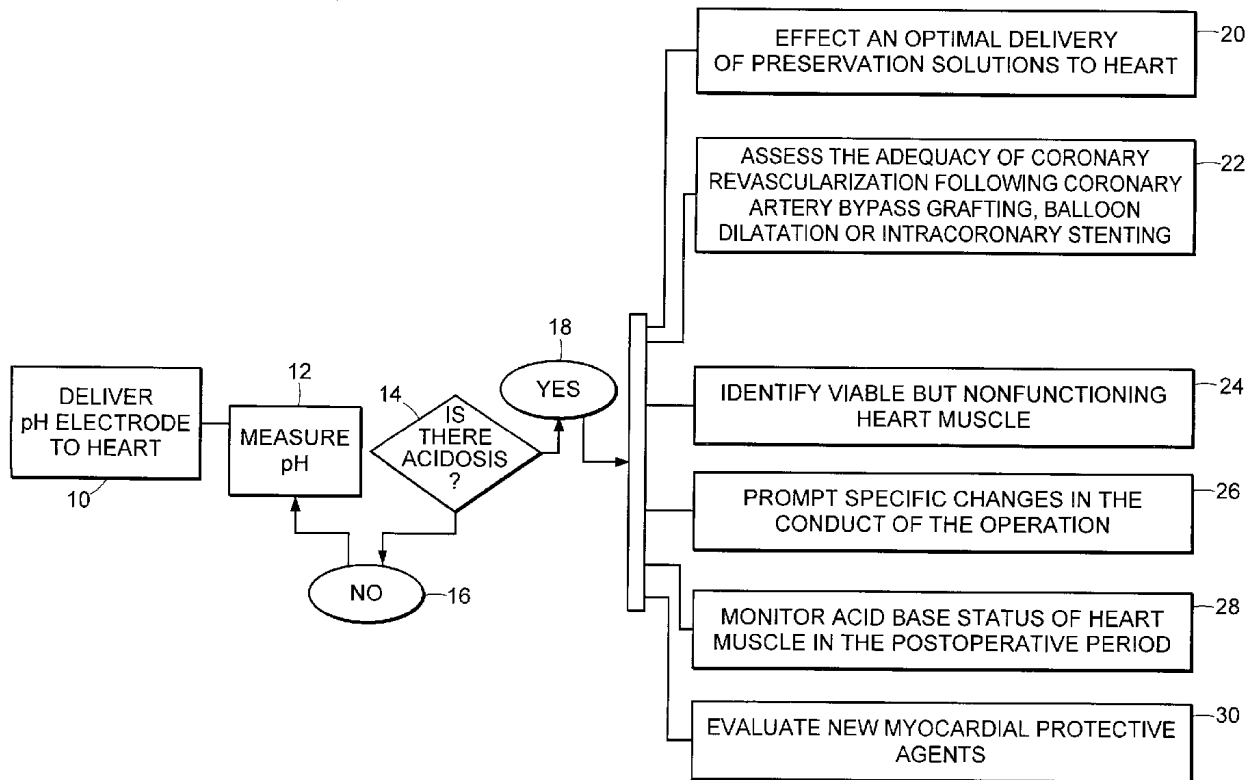 DELIVER
pH ELECTRODE
TO HEART
10
12
MEASURE
pH
14
IS
THERE
ACIDOSIS
?
NO
16
18
YES
EFFECT AN OPTIMAL DELIVERY
OF PRESERVATION SOLUTIONS TO HEART
20
ASSESS THE ADEQUACY OF CORONARY
REVASCULARIZATION FOLLOWING CORONARY
ARTERY BYPASS GRAFTING, BALLOON
DILATATION OR INTRACORONARY STENTING
22
IDENTIFY VIABLE BUT NONFUNCTIONING
HEART MUSCLE
24
PROMPT SPECIFIC CHANGES IN THE
CONDUCT OF THE OPERATION
26
MONITOR ACID BASE STATUS OF HEART
MUSCLE IN THE POSTOPERATIVE PERIOD
28
EVALUATE NEW MYOCARDIAL PROTECTIVE
AGENTS
30